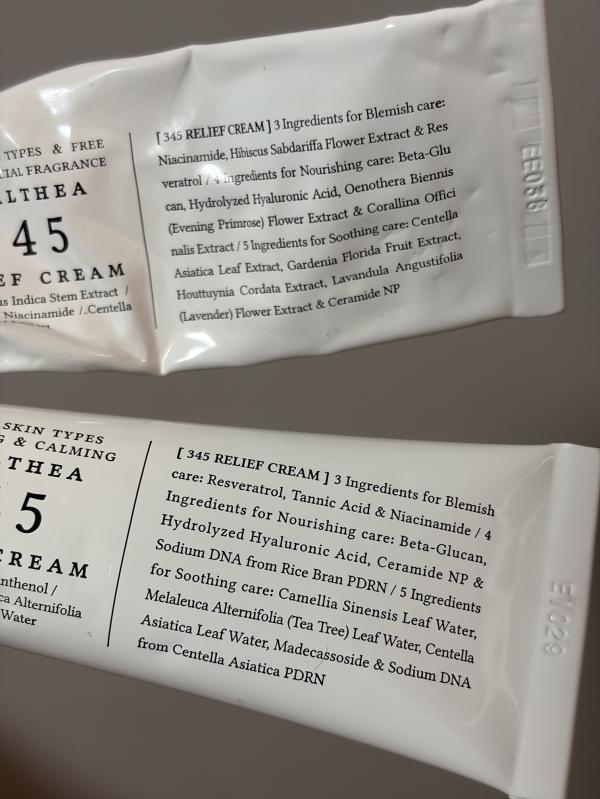 TYPES & FREE
IAL FRAGRANCE
LTHEA
45
EF CREAM
us Indica Stem Extract /
Niacinamide / Centella
[ 345 RELIEF CREAM ] 3 Ingredients for Blemish care:
Niacinamide, Hibiscus Sabdariffa Flower Extract & Res
veratrol / 4 Ingredients for Nourishing care: Beta-Glu
can, Hydrolyzed Hyaluronic Acid, Oenothera Biennis
(Evening Primrose) Flower Extract & Corallina Offici
nalis Extract / 5 Ingredients for Soothing care: Centella
Asiatica Leaf Extract, Gardenia Florida Fruit Extract,
Houttuynia Cordata Extract, Lavandula Angustifolia
(Lavender) Flower Extract & Ceramide NP
SKIN TYPES
G & CALMING
THEA
5
CREAM
nthenol /
ca Alternifolia
Water
[ 345 RELIEF CREAM ] 3 Ingredients for Blemish
care: Resveratrol, Tannic Acid & Niacinamide / 4
Ingredients for Nourishing care: Beta-Glucan,
Hydrolyzed Hyaluronic Acid, Ceramide NP &
Sodium DNA from Rice Bran PDRN / 5 Ingredients
for Soothing care: Camellia Sinensis Leaf Water,
Melaleuca Alternifolia (Tea Tree) Leaf Water, Centella
Asiatica Leaf Water, Madecassoside & Sodium DNA
from Centella Asiatica PDRN